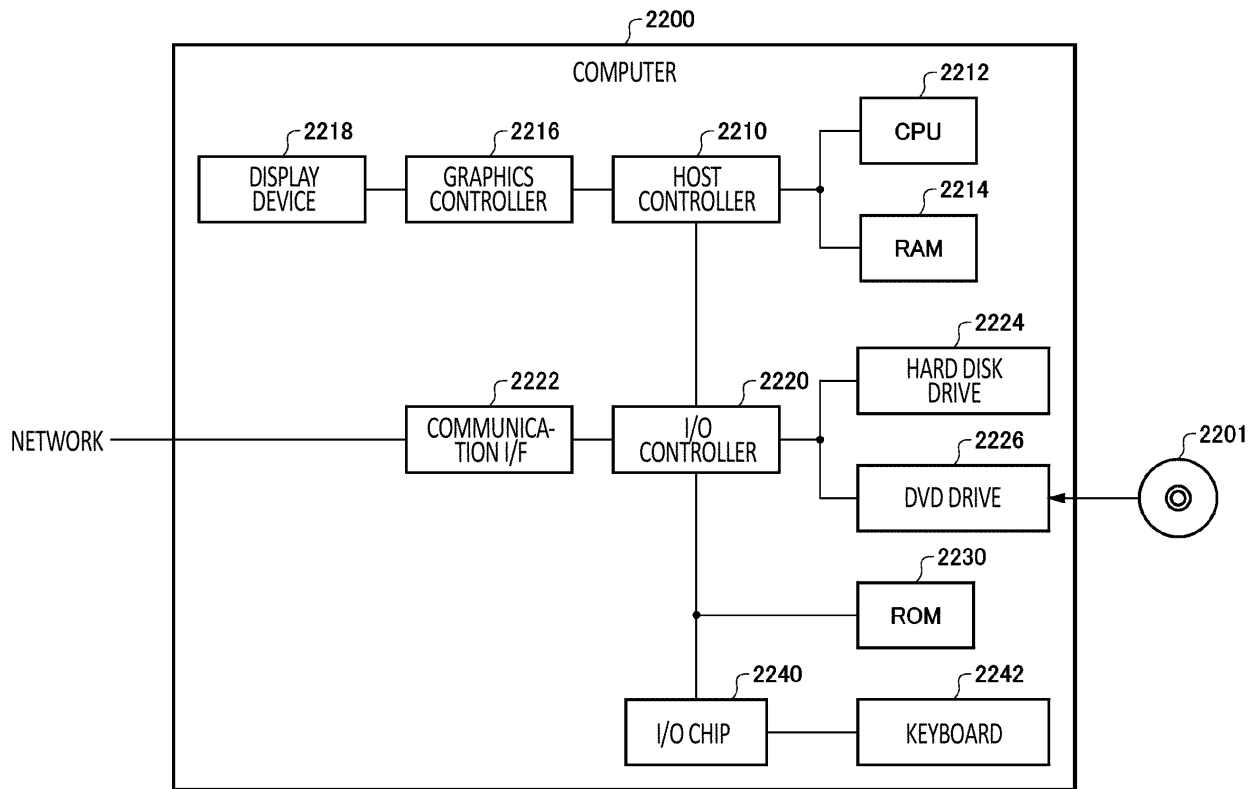 2200
COMPUTER
2212
CPU
2218
2216
2210
DISPLAY
DEVICE
GRAPHICS
CONTROLLER
HOST
CONTROLLER
2214
RAM
2224
HARD DISK
DRIVE
2222
2220
COMMUNICA-
TION I/F
I/O
CONTROLLER
NETWORK
2226
DVD DRIVE
2201
2230
ROM
2240
I/O CHIP
2242
KEYBOARD